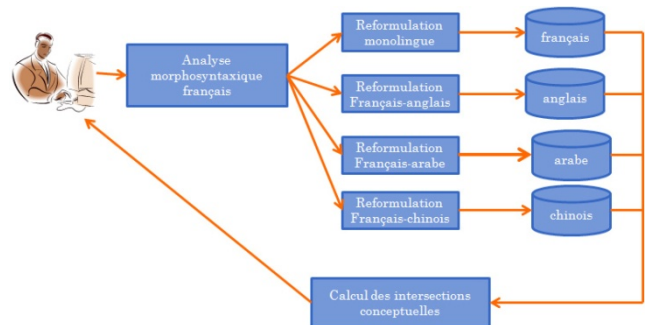 Analyse
morphosyntaxique
français
Reformulation
monolingue
français
Reformulation
Français-anglais
anglais
Reformulation
Français-arabe
arabe
Reformulation
Français-chinois
chinois
Calcul des intersections
conceptuelles